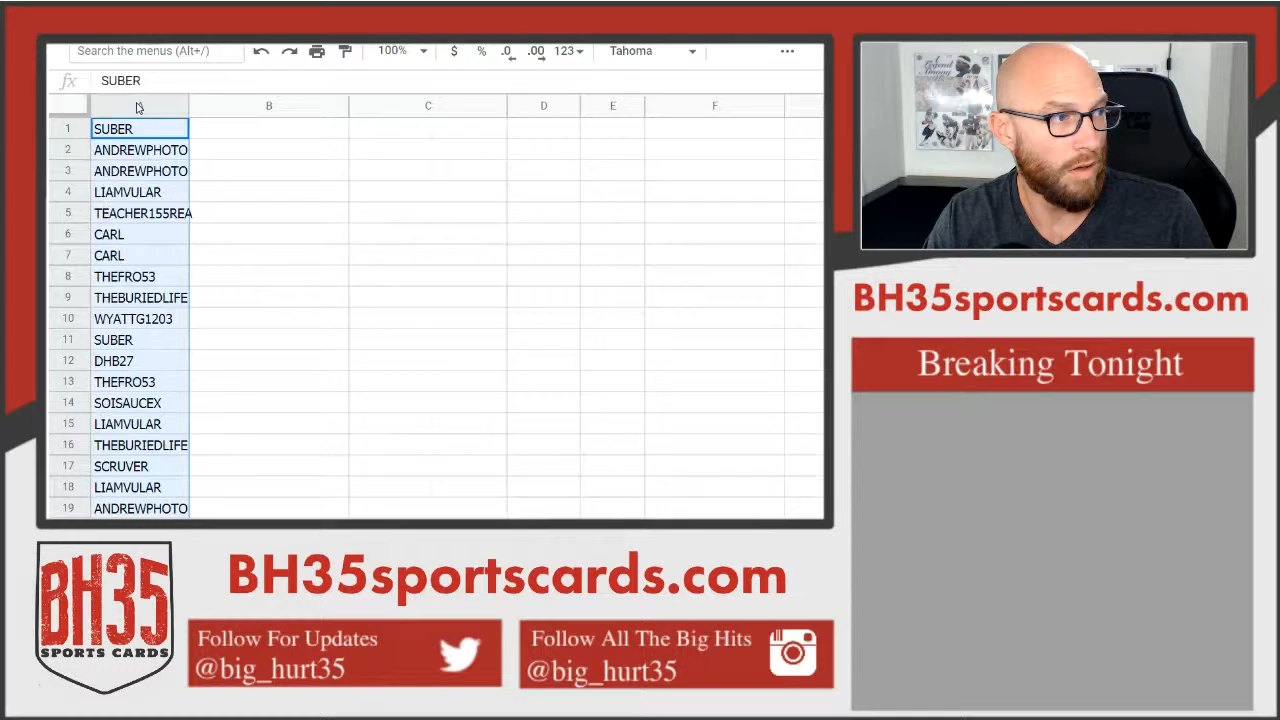 Search the menus (Alt+/)
100%
$ % .0 .00 123
Tahoma
fx SUBER
B C D E F
1 SUBER
2 ANDREWPHOTO
3 ANDREWPHOTO
4 LIAMVULAR
5 TEACHER155REA
6 CARL
7 CARL
8 THEFRO53
9 THEBURIEDLIFE
10 WYATTG1203
11 SUBER
12 DHB27
13 THEFRO53
14 SOISAUCEX
15 LIAMVULAR
16 THEBURIEDLIFE
17 SCRUVER
18 LIAMVULAR
19 ANDREWPHOTO
BH35sportscards.com
Breaking Tonight
BH35
SPORTS CARDS
BH35sportscards.com
Follow For Updates
@big_hurt35
Follow All The Big Hits
@big_hurt35